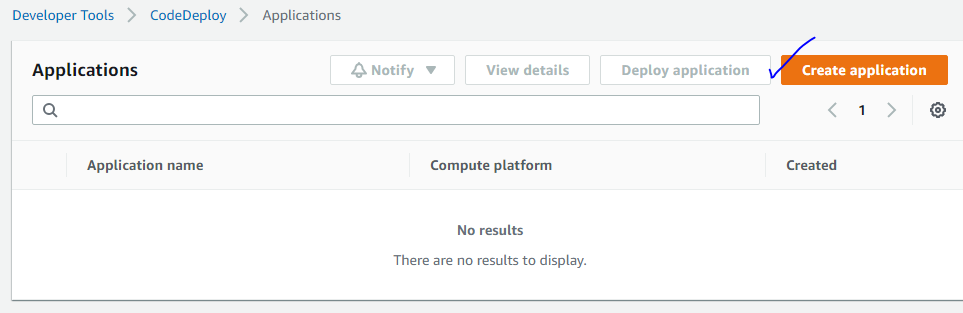 Developer Tools > CodeDeploy > Applications
Applications
Notify
View details
Deploy application
Create application
1
Application name
Compute platform
Created
No results
There are no results to display.